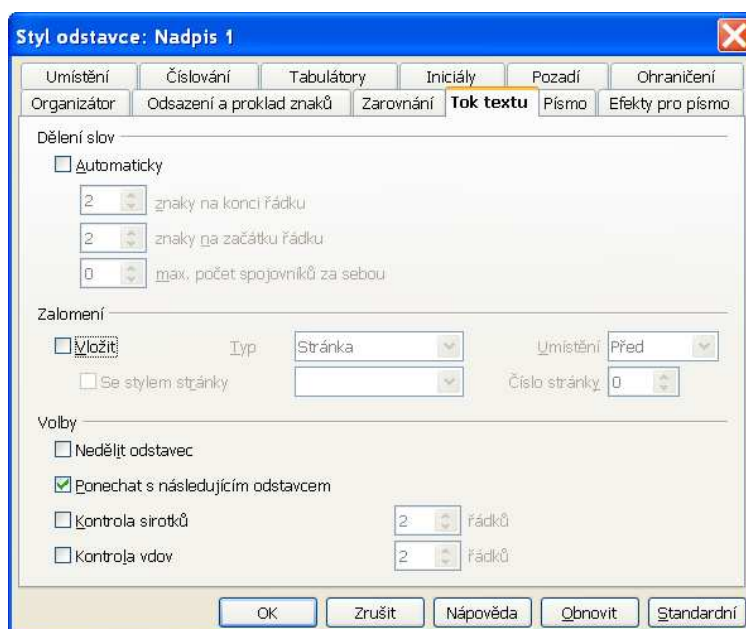 Styl odstavce: Nadpis 1
Umístění Číslování Tabulátory Iniciály Pozadí Ohraničení
Organizátor Odsazení a proklad znaků Zarovnání Tok textu Písmo Efekty pro písmo
Dělení slov
Automaticky
2 znaky na konci řádku
2 znaky na začátku řádku
0 max. počet spojovníků za sebou
Zalomení
Vložit Typ Stránka Umístění Před
Se stylem stránky Číslo stránky 0
Volby
Nedělit odstavec
Ponechat s následujícím odstavcem
Kontrola sirotků 2 řádků
Kontrola vdov 2 řádků
OK Zrušit Nápověda Obnovit Standardní